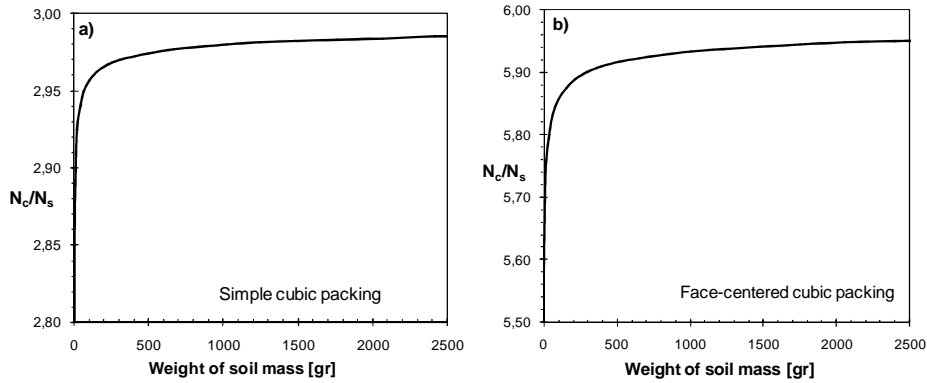 a)
3,00
2,95
2,90
2,85
2,80
N_c/N_s
0 500 1000 1500 2000 2500
Weight of soil mass [gr]
Simple cubic packing
b)
6,00
5,90
5,80
5,70
5,60
5,50
N_c/N_s
0 500 1000 1500 2000 2500
Weight of soil mass [gr]
Face-centered cubic packing